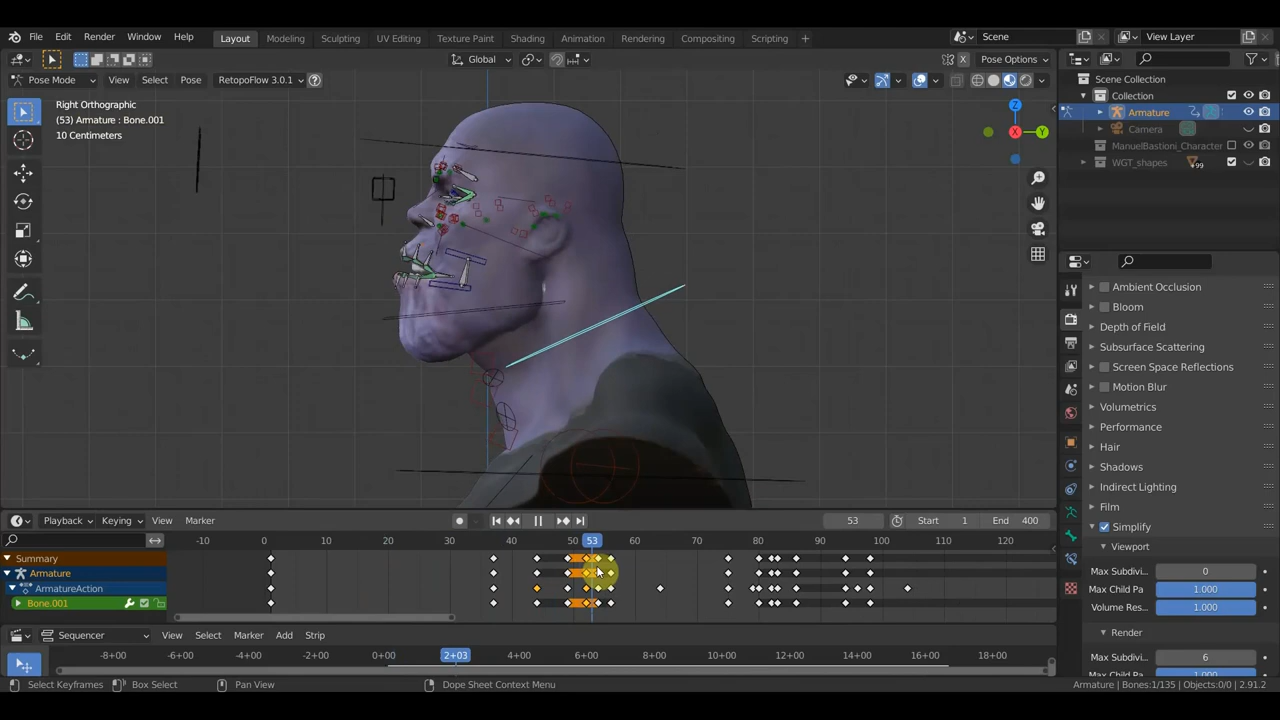 File Edit Render Window Help Layout Modeling Sculpting UV Editing Texture Paint Shading Animation Rendering Compositing Scripting + Scene View Layer
Global Pose Options
Pose Mode View Select Pose RetopoFlow 3.0.1
Scene Collection
Collection
Armature
Camera
ManuelBastioni_Character
WGT_shapes 99
Right Orthographic
(53) Armature : Bone.001
10 Centimeters
X Y Z
Ambient Occlusion
Bloom
Depth of Field
Subsurface Scattering
Screen Space Reflections
Motion Blur
Volumetrics
Performance
Hair
Shadows
Indirect Lighting
Film
Simplify
Viewport
Max Subdivi... 0
Max Child Pa 1.000
Volume Res... 1.000
Render
Max Subdivi... 6
Max Child Pa 1.000
Playback Keying View Marker 53 Start 1 End 400
-10 0 10 20 30 40 50 53 60 70 80 90 100 110 120
Summary
Armature
ArmatureAction
Bone.001
Sequencer View Select Marker Add Strip
-8+00 -4+00 0+00 2+03 4+00 6+00 10+00 12+00 14+00 16+00 18+00
Select Keyframes Box Select Pan View Dope Sheet Context Menu Armature | Bones:1/135 | Objects:0/0 | 2.91.2